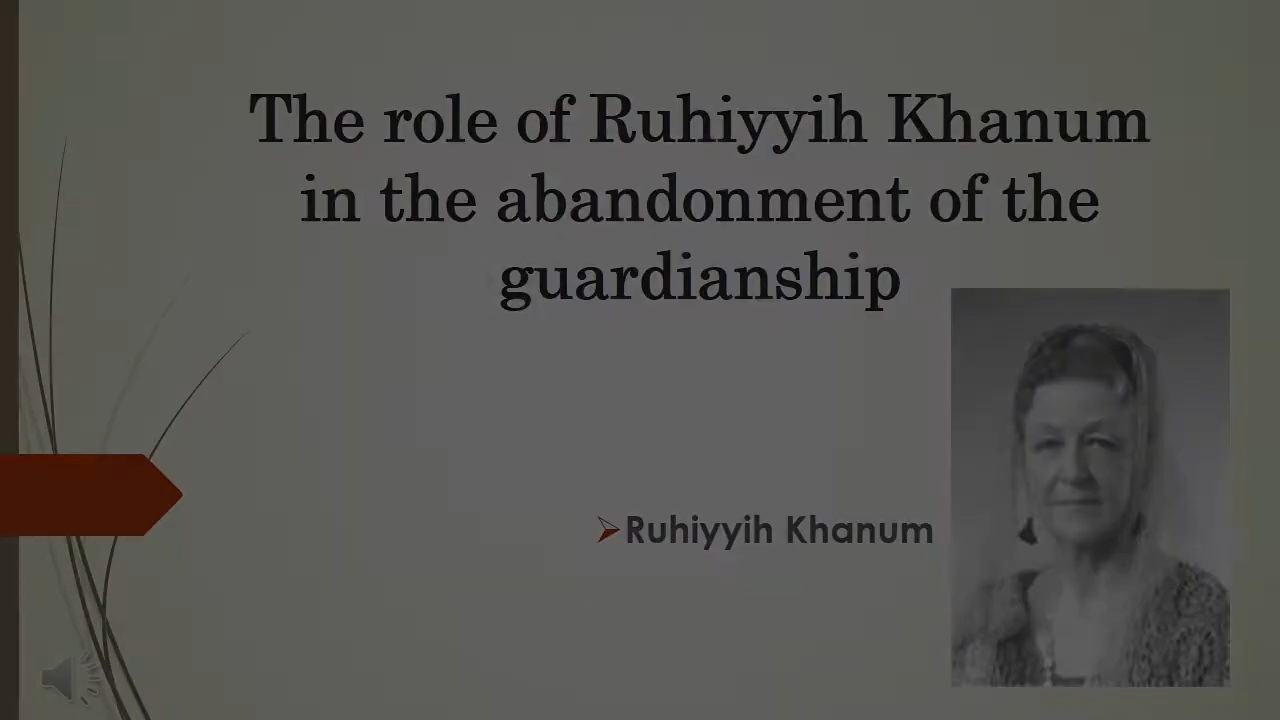 The role of Ruhiyyih Khanum
in the abandonment of the
guardianship
Ruhiyyih Khanum